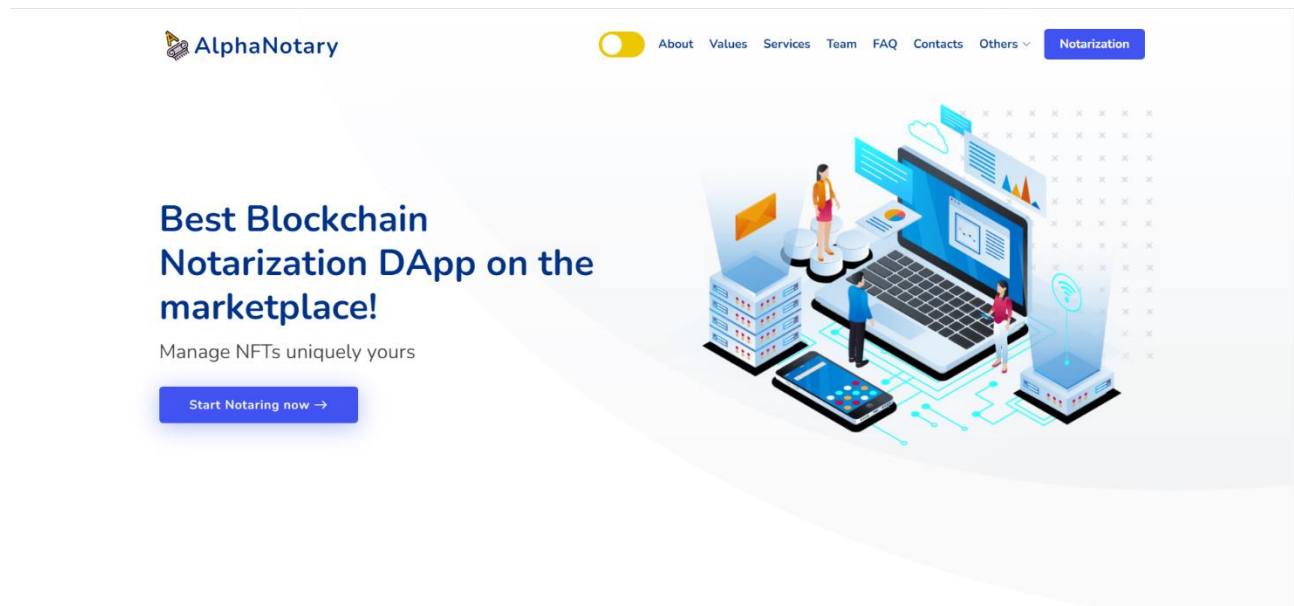 AlphaNotary
About Values Services Team FAQ Contacts Others Notarization
Best Blockchain
Notarization DApp on the
marketplace!
Manage NFTs uniquely yours
Start Notaring now →